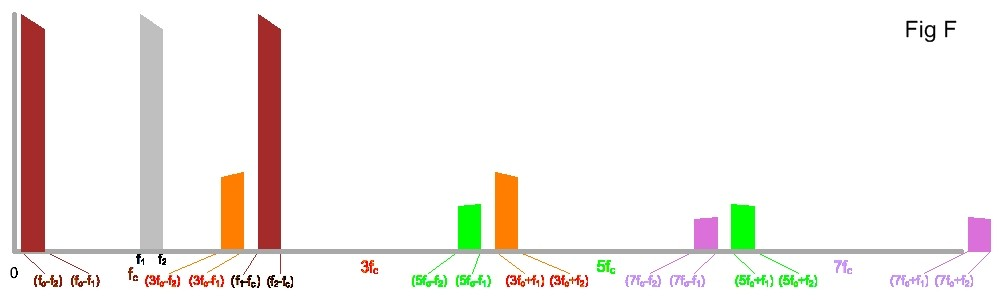 Fig F
f₁ f₂
0 3fc 5fc 7fc
(fc-f₂) (fc-f₁) fc (3fc-f₂) (3fc-f₁) (f₁-fc) (f₂-fc) (5fc-f₂) (5fc-f₁) (3fc+f₁) (3fc+f₂) (7fc-f₂) (7fc-f₁) (5fc+f₁) (5fc+f₂) (7fc+f₁) (7fc+f₂)